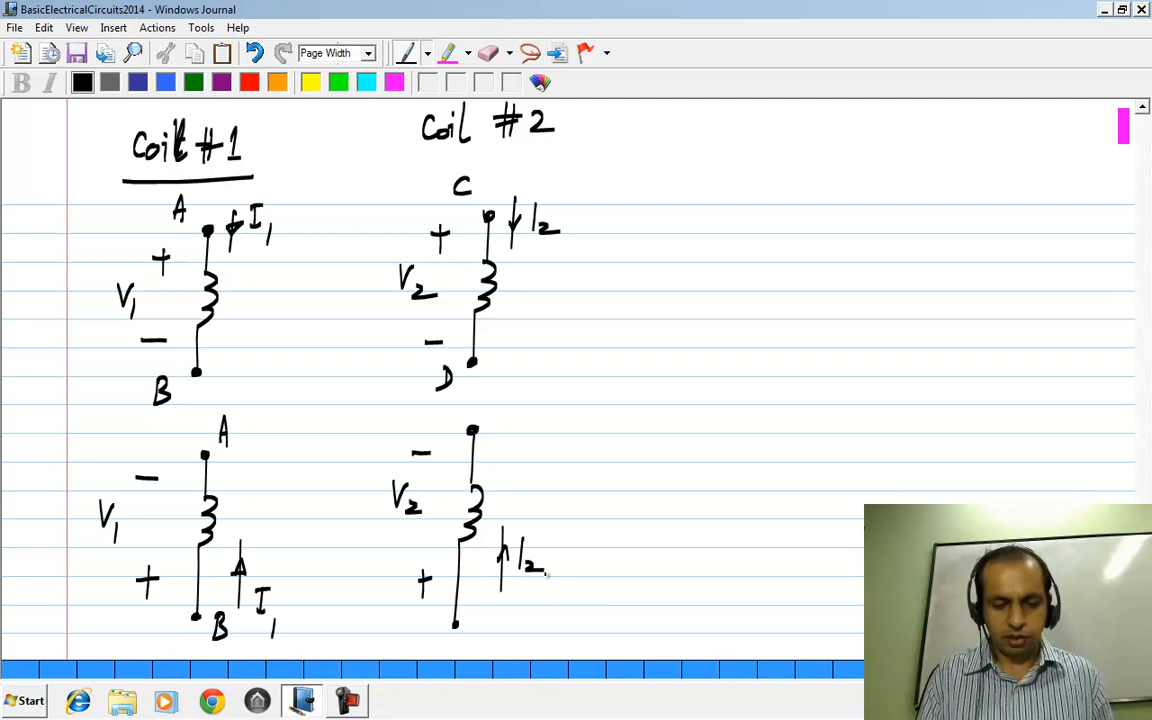 BasicElectricalCircuits2014 - Windows Journal
File Edit View Insert Actions Tools Help
Page Width
B I
Coil #1
Coil #2
A
I1
+
V1
-
B
C
I2
+
V2
-
D
A
-
V1
+
I1
B
-
V2
I2
+
Start